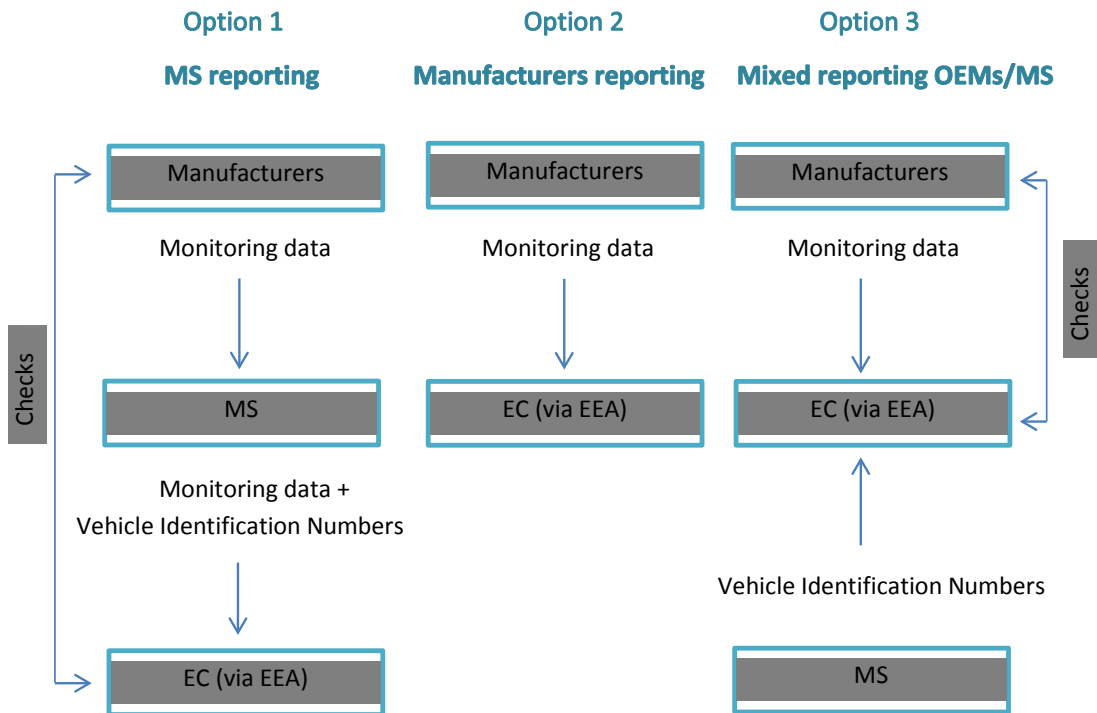 Option 1
MS reporting
Manufacturers
Monitoring data
MS
Monitoring data +
Vehicle Identification Numbers
EC (via EEA)
Checks
Option 2
Manufacturers reporting
Manufacturers
Monitoring data
EC (via EEA)
Option 3
Mixed reporting OEMs/MS
Manufacturers
Monitoring data
EC (via EEA)
Vehicle Identification Numbers
MS
Checks